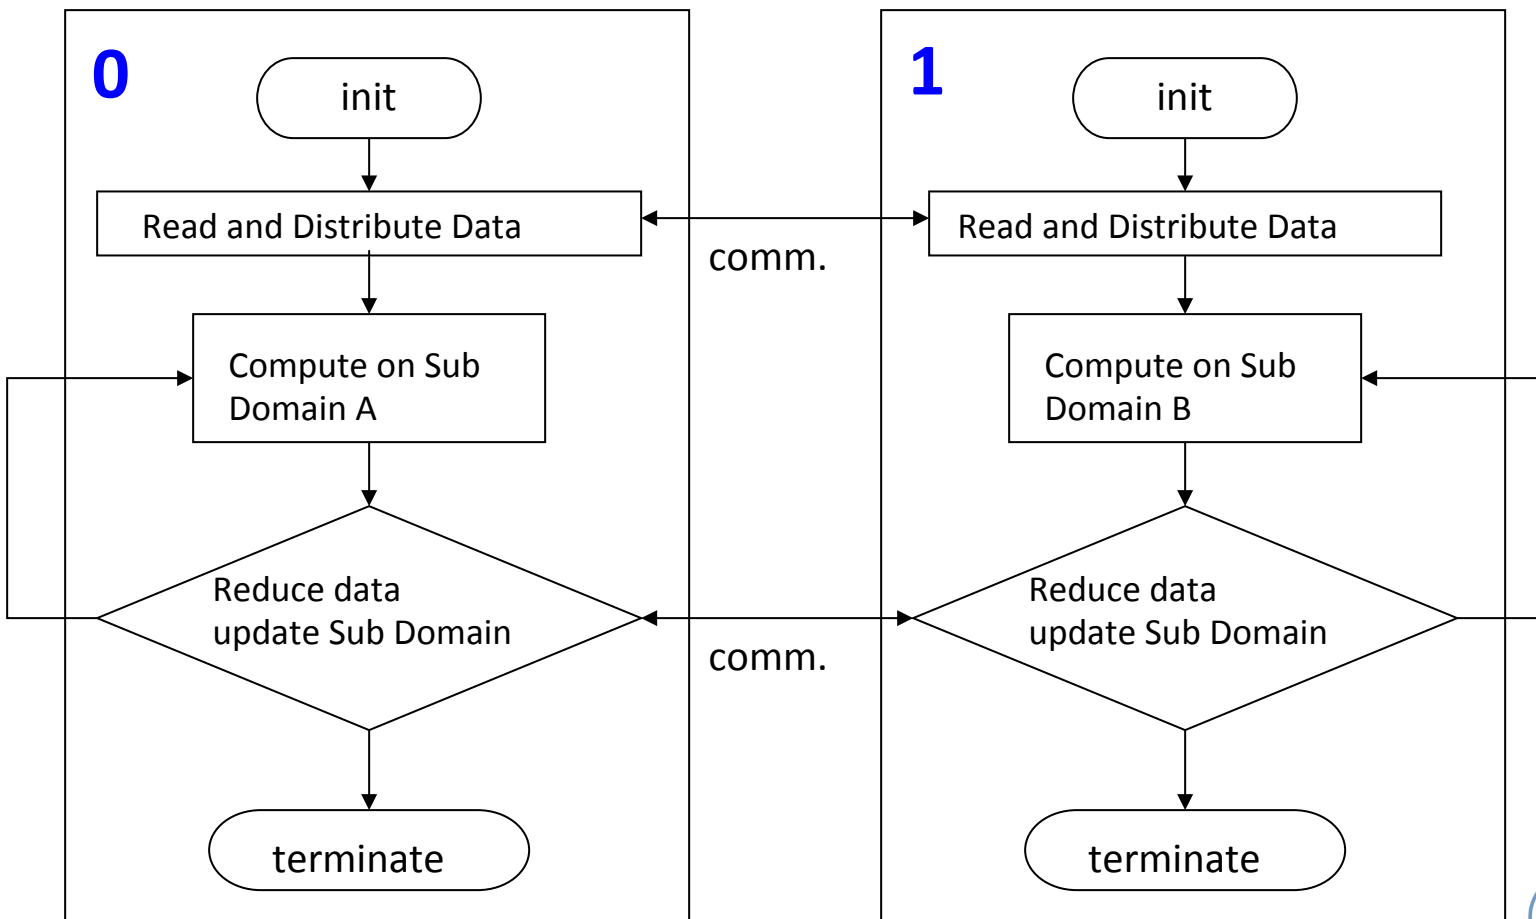 0
init
Read and Distribute Data
Compute on Sub
Domain A
Reduce data
update Sub Domain
terminate
comm.
comm.
1
init
Read and Distribute Data
Compute on Sub
Domain B
Reduce data
update Sub Domain
terminate